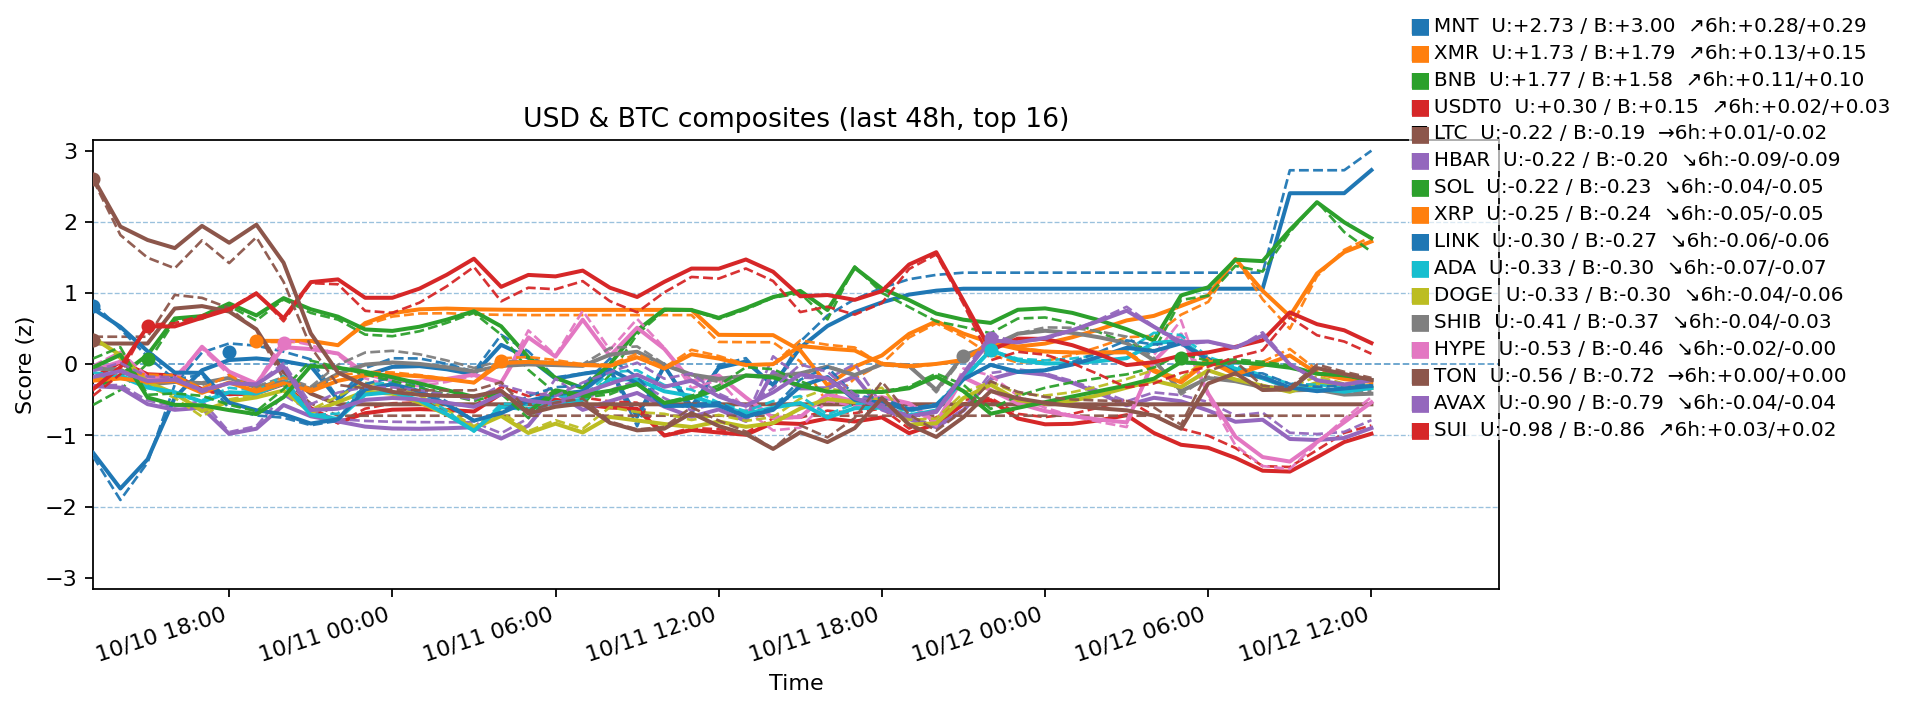 MNT  U:+2.73 / B:+3.00  ↗6h:+0.28/+0.29
XMR  U:+1.73 / B:+1.79  ↗6h:+0.13/+0.15
BNB  U:+1.77 / B:+1.58  ↗6h:+0.11/+0.10
USDT0  U:+0.30 / B:+0.15  ↗6h:+0.02/+0.03
LTC  U:-0.22 / B:-0.19  →6h:+0.01/-0.02
HBAR  U:-0.22 / B:-0.20  ↘6h:-0.09/-0.09
SOL  U:-0.22 / B:-0.23  ↘6h:-0.04/-0.05
XRP  U:-0.25 / B:-0.24  ↘6h:-0.05/-0.05
LINK  U:-0.30 / B:-0.27  ↘6h:-0.06/-0.06
ADA  U:-0.33 / B:-0.30  ↘6h:-0.07/-0.07
DOGE  U:-0.33 / B:-0.30  ↘6h:-0.04/-0.06
SHIB  U:-0.41 / B:-0.37  ↘6h:-0.04/-0.03
HYPE  U:-0.53 / B:-0.46  ↘6h:-0.02/-0.00
TON  U:-0.56 / B:-0.72  →6h:+0.00/+0.00
AVAX  U:-0.90 / B:-0.79  ↘6h:-0.04/-0.04
SUI  U:-0.98 / B:-0.86  ↗6h:+0.03/+0.02
USD & BTC composites (last 48h, top 16)
Score (z)
3
2
1
0
−1
−2
−3
10/10 18:00
10/11 00:00
10/11 06:00
10/11 12:00
10/11 18:00
10/12 00:00
10/12 06:00
10/12 12:00
Time